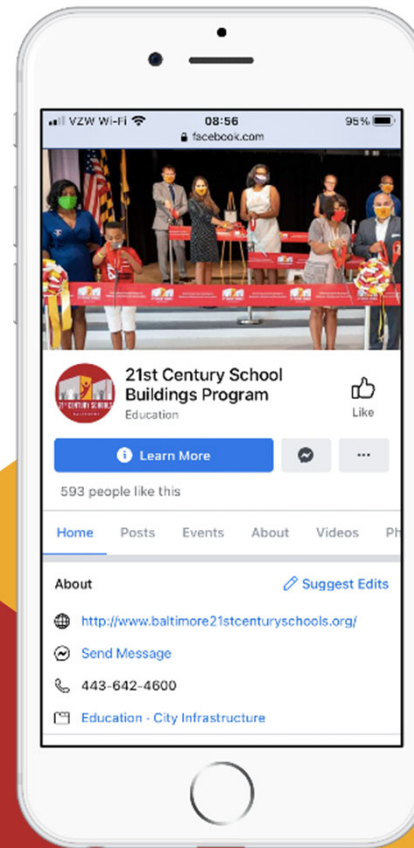 VZW Wi-Fi 08:56 95%
facebook.com
21st Century School
Buildings Program
Education
Like
Learn More
593 people like this
Home Posts Events About Videos Ph
About Suggest Edits
http://www.baltimore21stcenturyschools.org/
Send Message
443-642-4600
Education · City Infrastructure